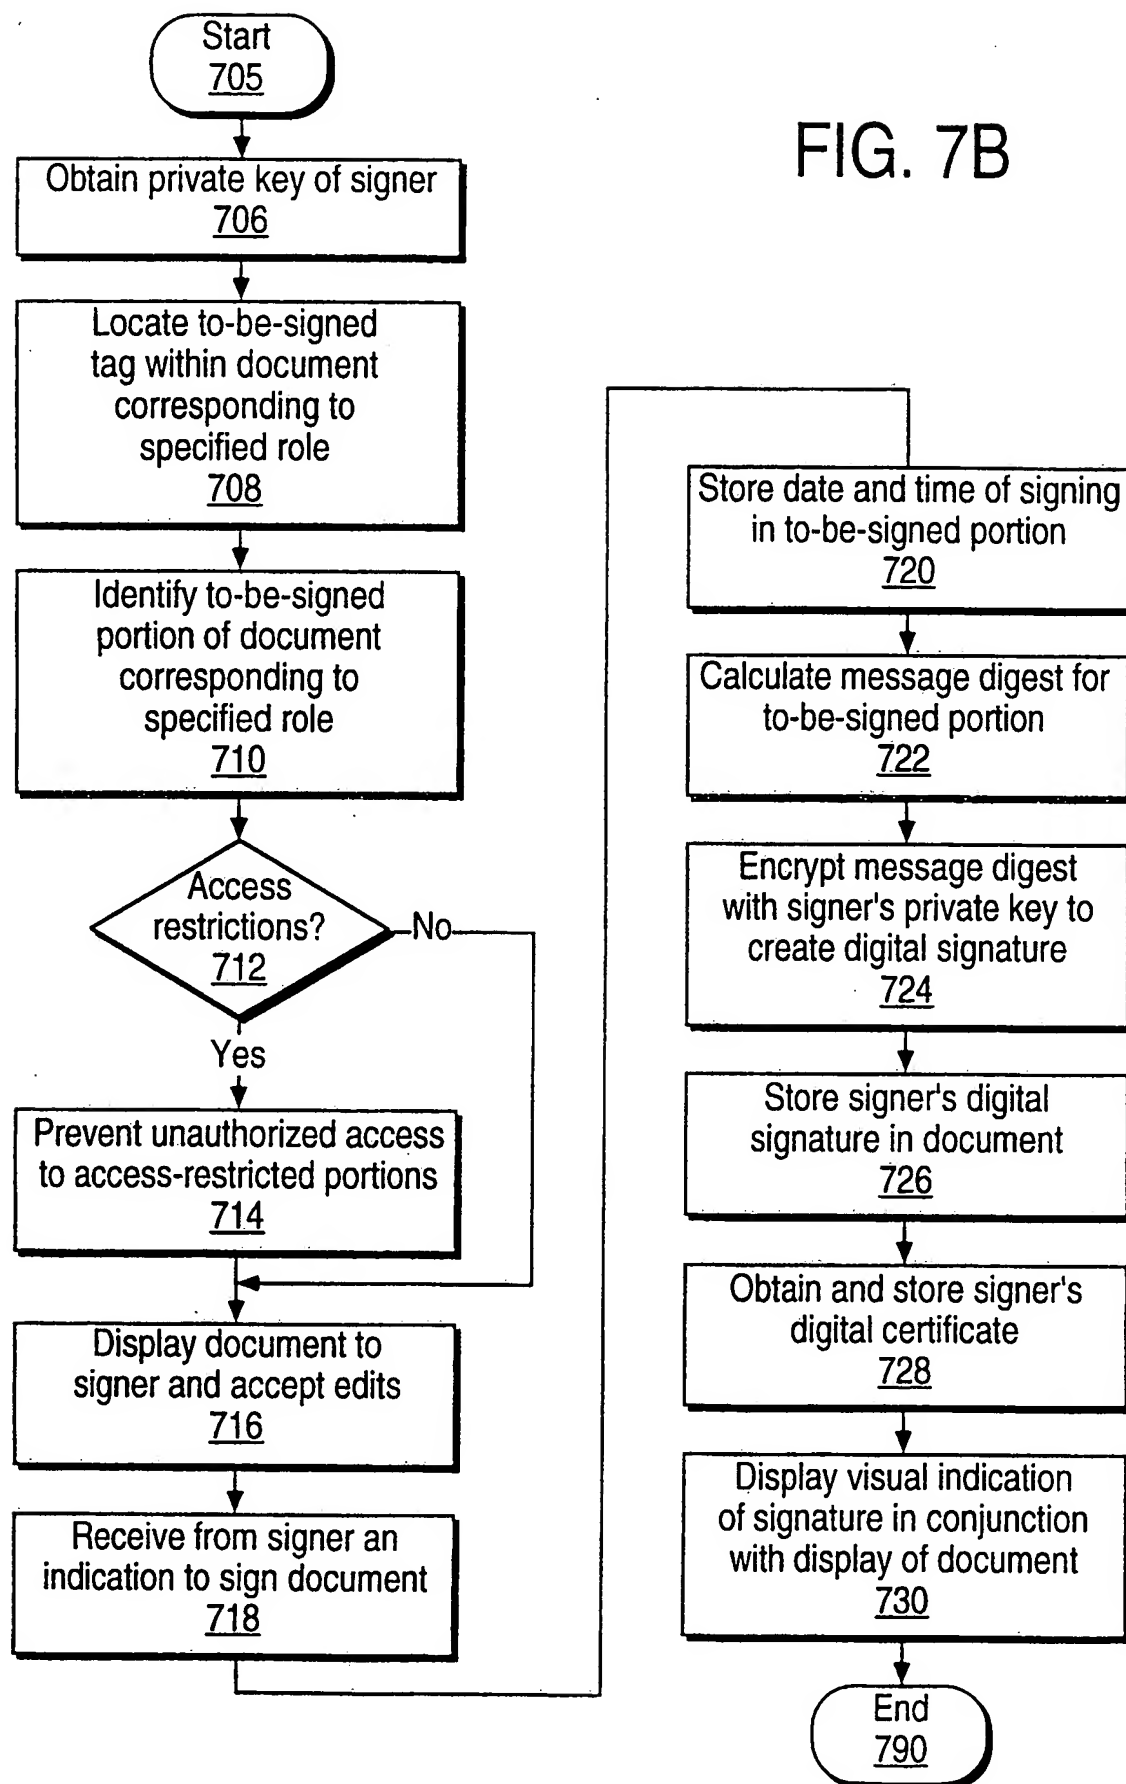 Start
705
FIG. 7B
Obtain private key of signer
706
Locate to-be-signed
tag within document
corresponding to
specified role
708
Identify to-be-signed
portion of document
corresponding to
specified role
710
Access
restrictions?
712
No
Yes
Prevent unauthorized access
to access-restricted portions
714
Display document to
signer and accept edits
716
Receive from signer an
indication to sign document
718
Store date and time of signing
in to-be-signed portion
720
Calculate message digest for
to-be-signed portion
722
Encrypt message digest
with signer's private key to
create digital signature
724
Store signer's digital
signature in document
726
Obtain and store signer's
digital certificate
728
Display visual indication
of signature in conjunction
with display of document
730
End
790